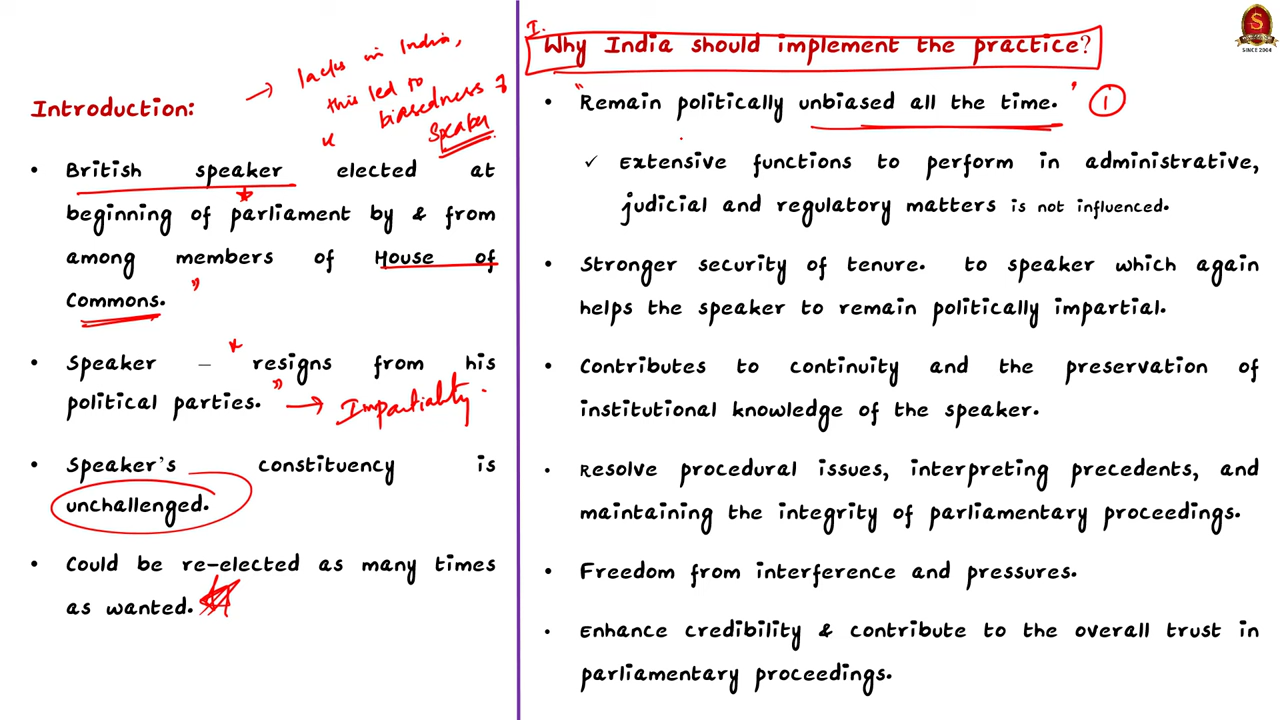 Introduction:
→ lacks in India,
this led to
biasedness of
Speaker
• British speaker elected at
beginning of parliament by & from
among members of House of
Commons. "
• Speaker – " resigns from his
political parties. " → Impartiality.
• Speaker's constituency is
unchallenged.
• Could be re-elected as many times
as wanted.
I.
Why India should implement the practice?
• "Remain politically unbiased all the time. " 1
✓ Extensive functions to perform in administrative,
judicial and regulatory matters is not influenced.
• Stronger security of tenure. to speaker which again
helps the speaker to remain politically impartial.
• Contributes to continuity and the preservation of
institutional knowledge of the speaker.
• Resolve procedural issues, interpreting precedents, and
maintaining the integrity of parliamentary proceedings.
• Freedom from interference and pressures.
• Enhance credibility & contribute to the overall trust in
parliamentary proceedings.
S
SINCE 2004